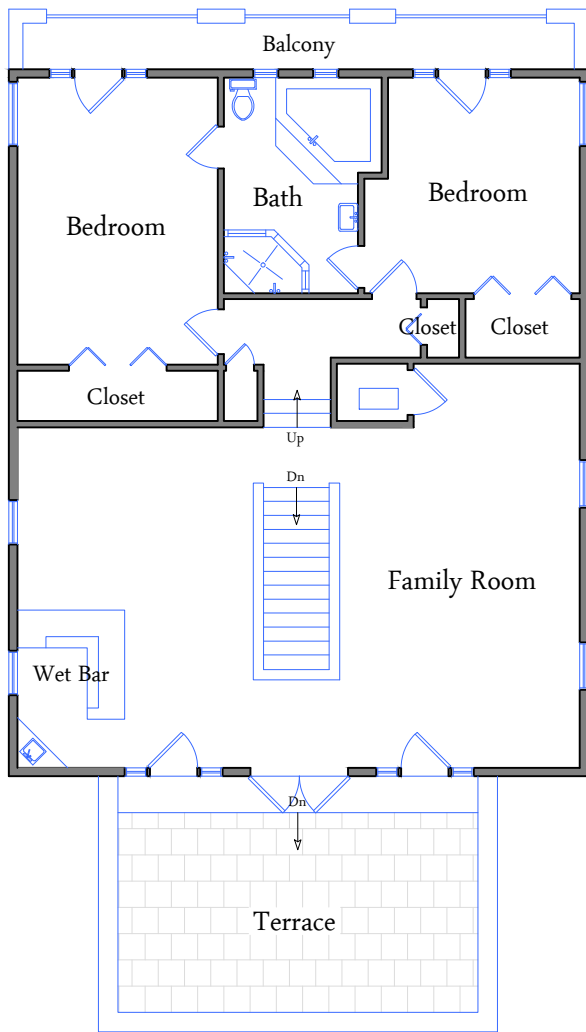 Balcony
Bath
Bedroom
Bedroom
Closet
Closet
Closet
Up
Dn
Family Room
Wet Bar
Dn
Terrace